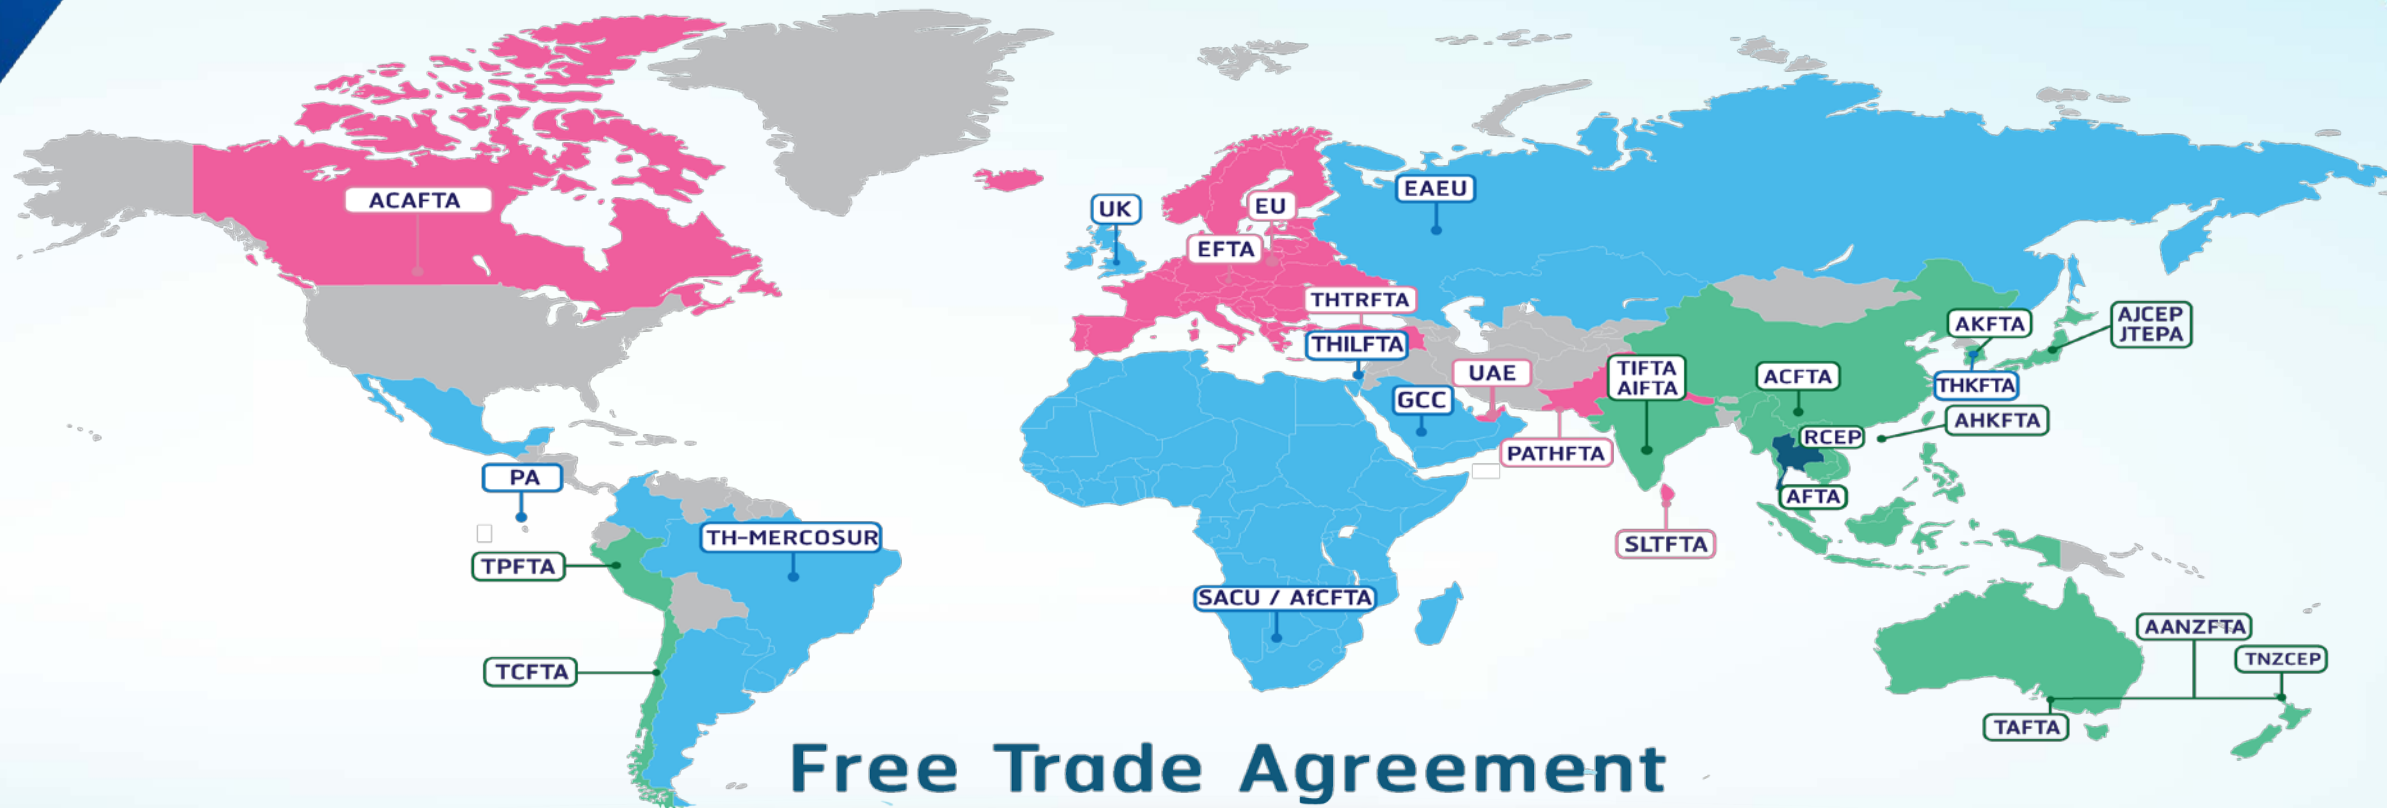 ACAFTA
UK
EU
EFTA
EAEU
THTRFTA
THILFTA
UAE
GCC
PATHFTA
TIFTA
AIFTA
ACFTA
AKFTA
AJCEP
JTEPA
THKFTA
AHKFTA
RCEP
AFTA
SLTFTA
PA
TH-MERCOSUR
TPFTA
SACU / AfCFTA
TCFTA
AANZFTA
TNZCEP
TAFTA
Free Trade Agreement